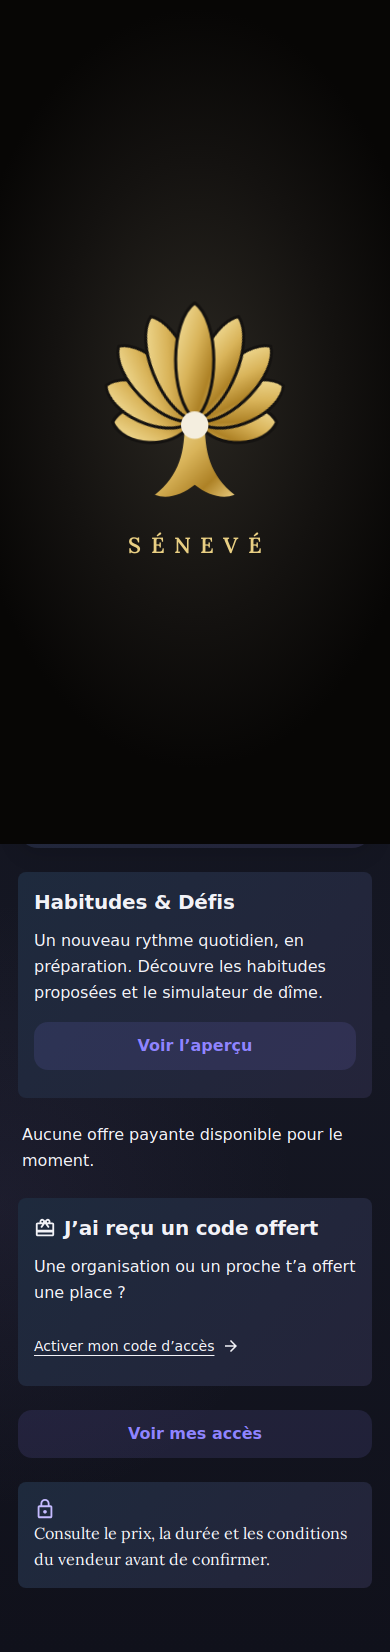 SÉNEVÉ
Habitudes & Défis
Un nouveau rythme quotidien, en
préparation. Découvre les habitudes
proposées et le simulateur de dîme.
Voir l’aperçu
Aucune offre payante disponible pour le
moment.
J’ai reçu un code offert
Une organisation ou un proche t’a offert
une place ?
Activer mon code d’accès
Voir mes accès
Consulte le prix, la durée et les conditions
du vendeur avant de confirmer.